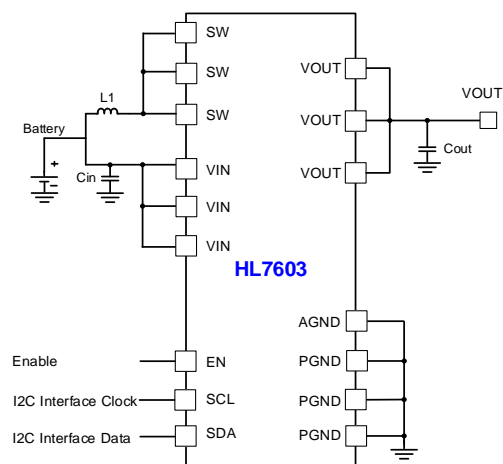 SW
SW
SW
L1
Battery
+
-
Cin
VIN
VIN
VIN
VOUT
VOUT
VOUT
VOUT
Cout
HL7603
AGND
PGND
PGND
PGND
Enable
EN
I2C Interface Clock
SCL
I2C Interface Data
SDA